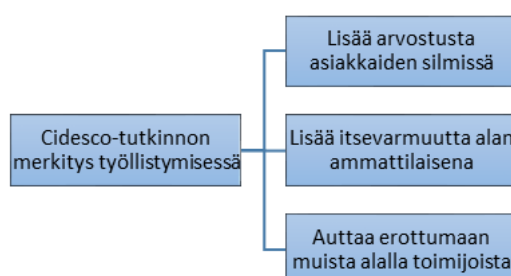 Lisää arvostusta
asiakkaiden silmissä
Cidesco-tutkinnon
merkitys työllistymisessä
Lisää itsevarmuutta alan
ammattilaisena
Auttaa erottumaan
muista alalla toimijoista